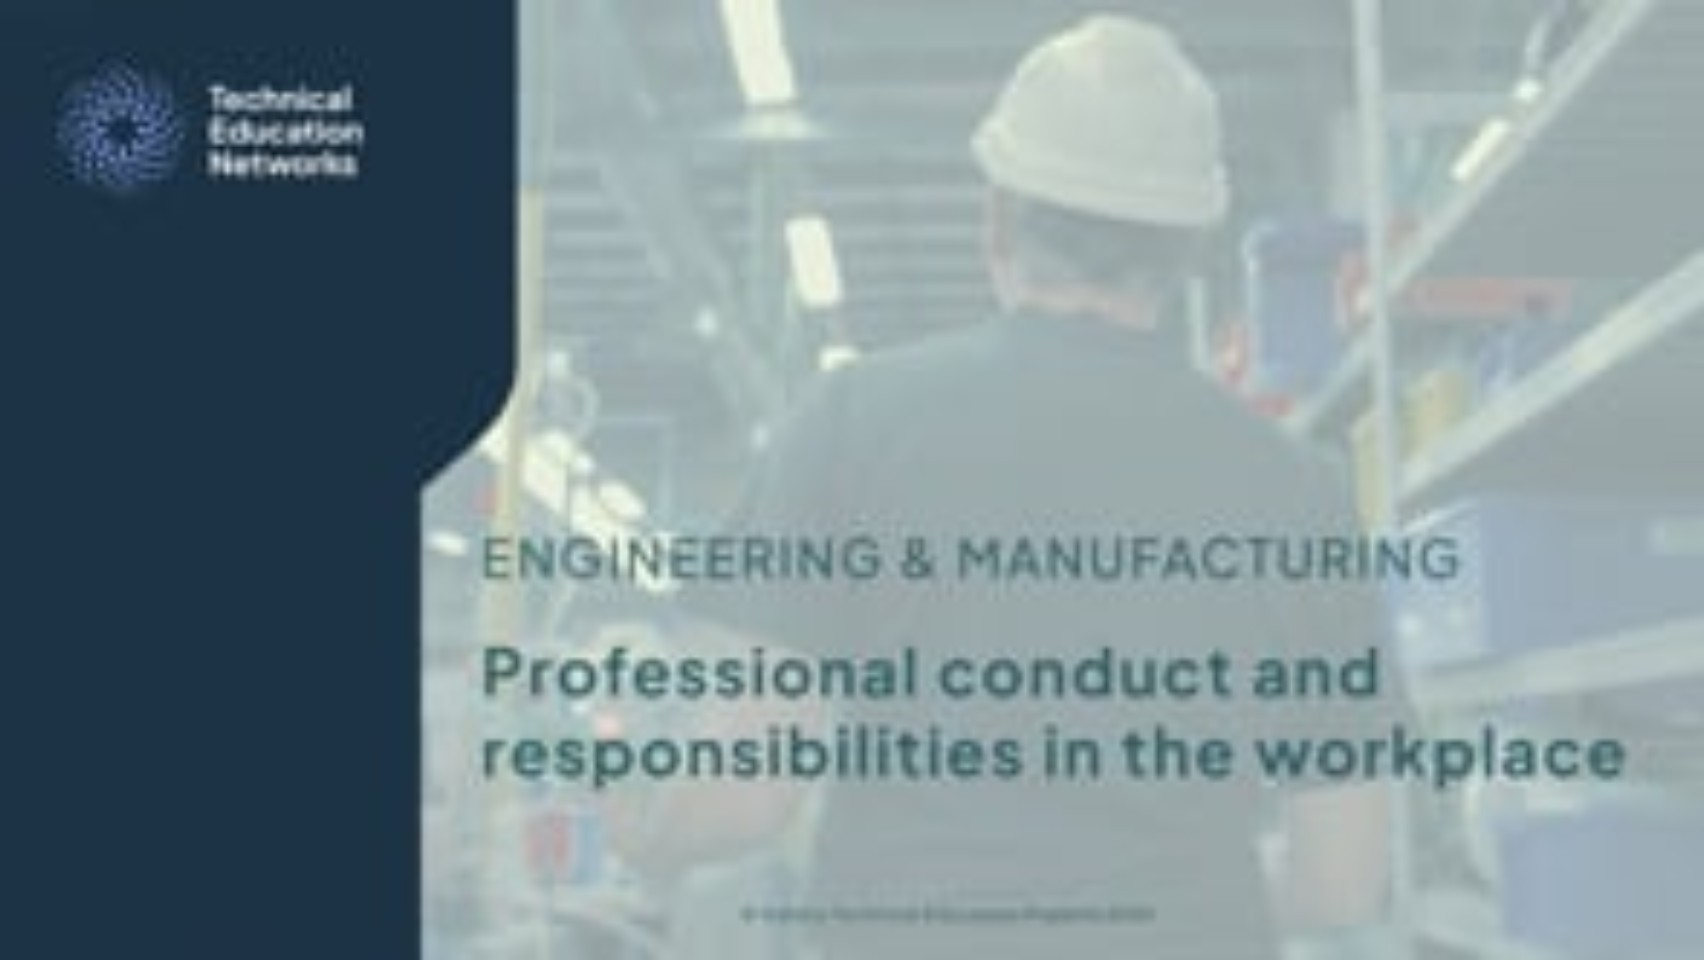 Technical
Education
Networks
ENGINEERING & MANUFACTURING
Professional conduct and
responsibilities in the workplace